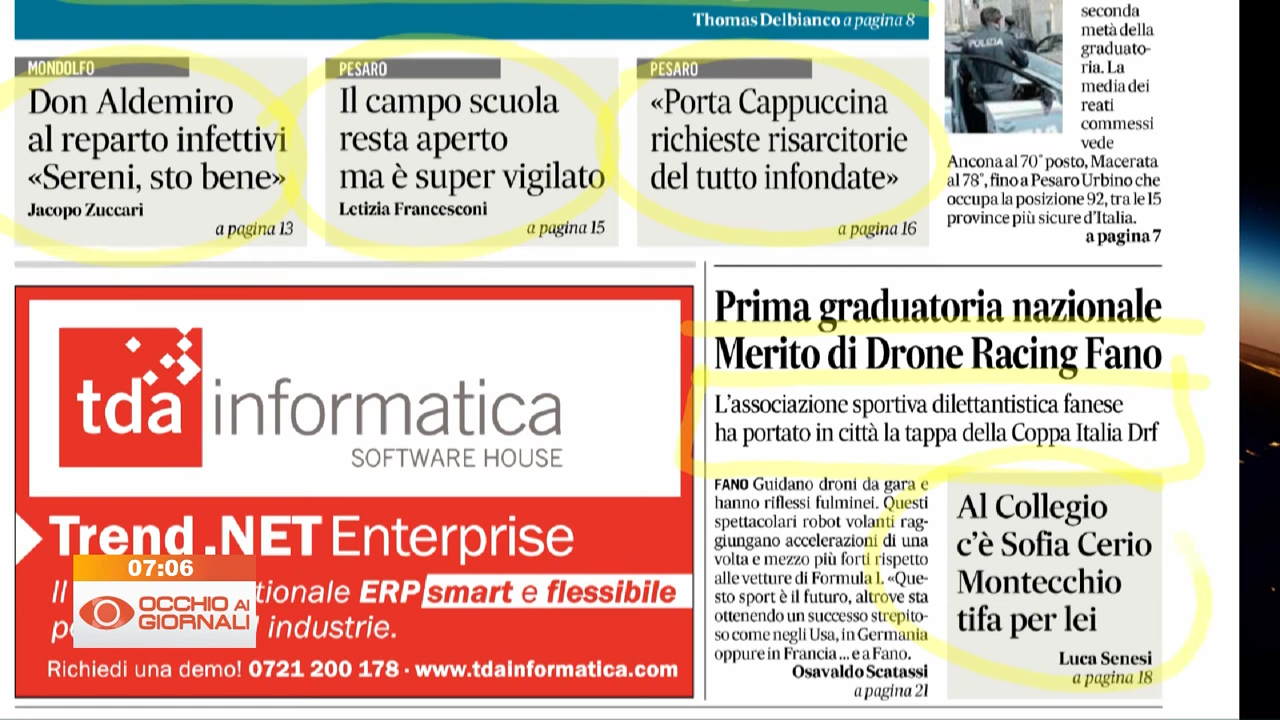 Thomas Delbianco a pagina 8
MONDOLFO
Don Aldemiro
al reparto infettivi
«Sereni, sto bene»
Jacopo Zuccari
a pagina 13
PESARO
Il campo scuola
resta aperto
ma è super vigilato
Letizia Francesconi
a pagina 15
PESARO
«Porta Cappuccina
richieste risarcitorie
del tutto infondate»
a pagina 16
POLIZIA
seconda
metà della
graduato-
ria. La
media dei
reati
commessi
vede
Ancona al 70° posto, Macerata
al 78°, fino a Pesaro Urbino che
occupa la posizione 92, tra le 15
province più sicure d'Italia.
a pagina 7
tda informatica
SOFTWARE HOUSE
Trend .NET Enterprise
Il tionale ERP smart e flessibile
industrie.
Richiedi una demo! 0721 200 178 · www.tdainformatica.com
07:06
OCCHIO AI
GIORNALI
Prima graduatoria nazionale
Merito di Drone Racing Fano
L'associazione sportiva dilettantistica fanese
ha portato in città la tappa della Coppa Italia Drf
FANO Guidano droni da gara e
hanno riflessi fulminei. Questi
spettacolari robot volanti rag-
giungano accelerazioni di una
volta e mezzo più forti rispetto
alle vetture di Formula 1. «Que-
sto sport è il futuro, altrove sta
ottenendo un successo strepito-
so come negli Usa, in Germania
oppure in Francia ... e a Fano.
Osavaldo Scatassi
a pagina 21
Al Collegio
c'è Sofia Cerio
Montecchio
tifa per lei
Luca Senesi
a pagina 18